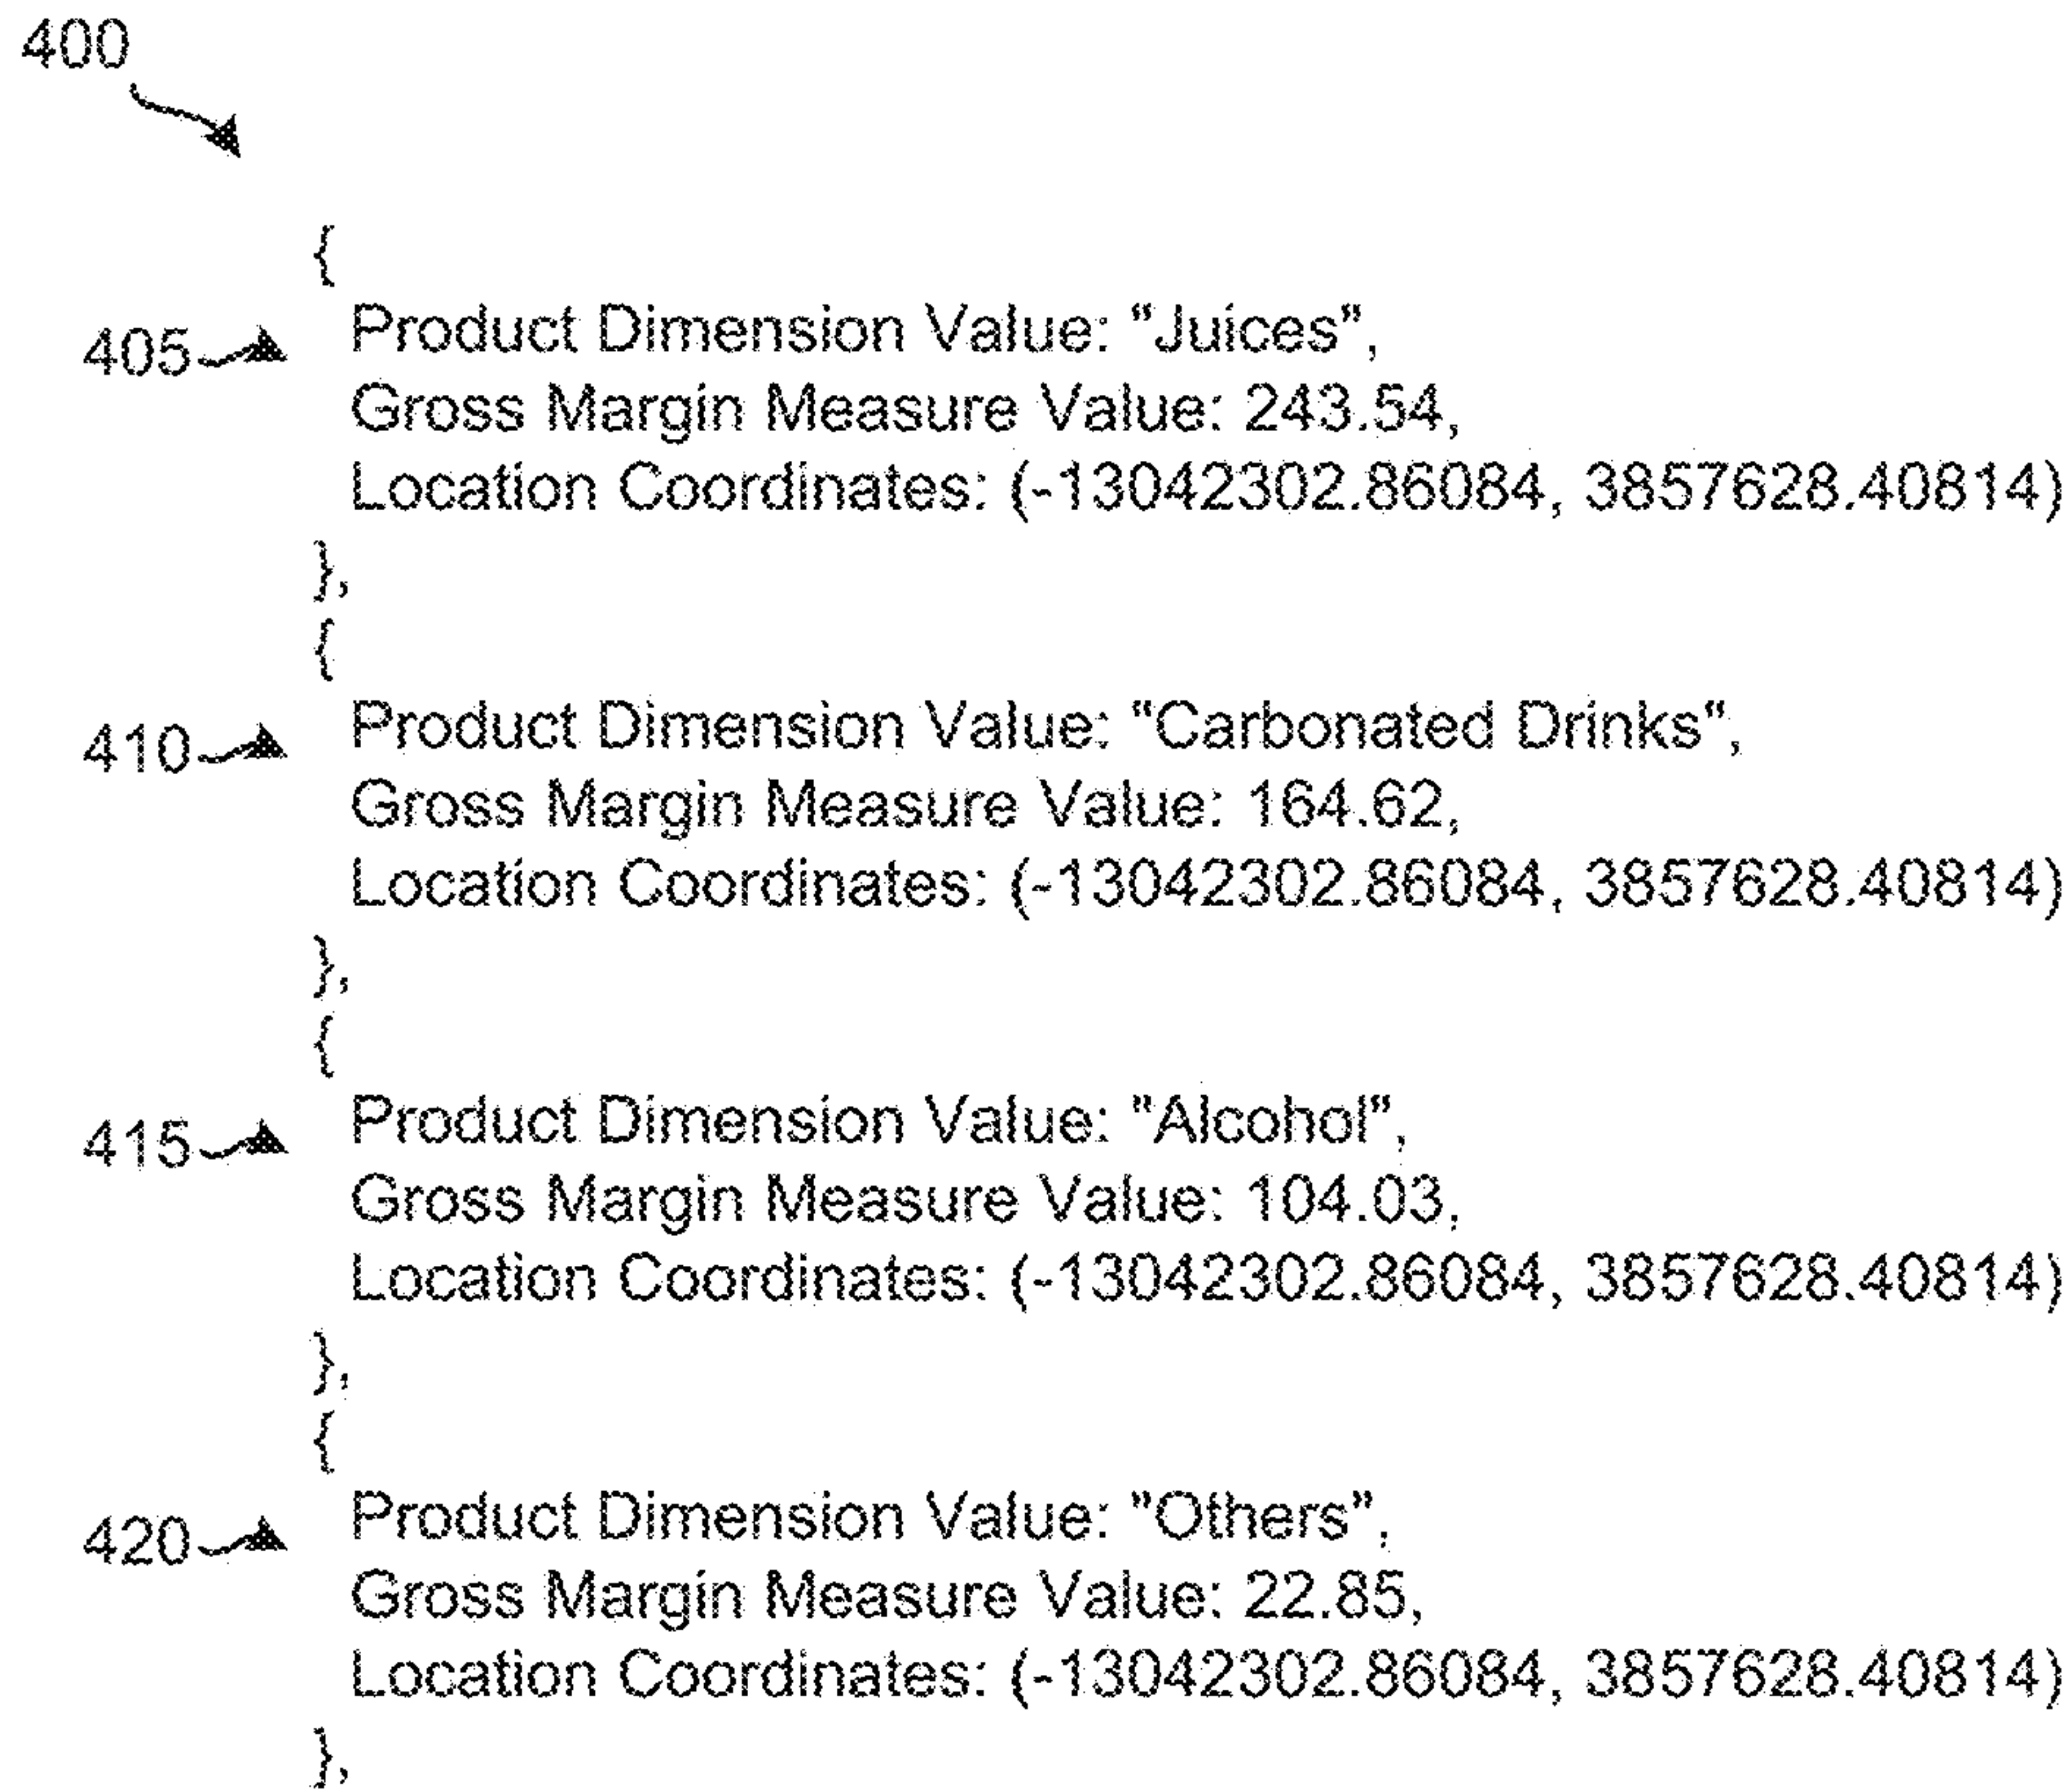 400
{
405 Product Dimension Value: "Juices",
Gross Margin Measure Value: 243.54,
Location Coordinates: (-13042302.86084, 3857628.40814)
},
{
410 Product Dimension Value: "Carbonated Drinks",
Gross Margin Measure Value: 164.62,
Location Coordinates: (-13042302.86084, 3857628.40814)
},
{
415 Product Dimension Value: "Alcohol",
Gross Margin Measure Value: 104.03,
Location Coordinates: (-13042302.86084, 3857628.40814)
},
{
420 Product Dimension Value: "Others",
Gross Margin Measure Value: 22.85,
Location Coordinates: (-13042302.86084, 3857628.40814)
},